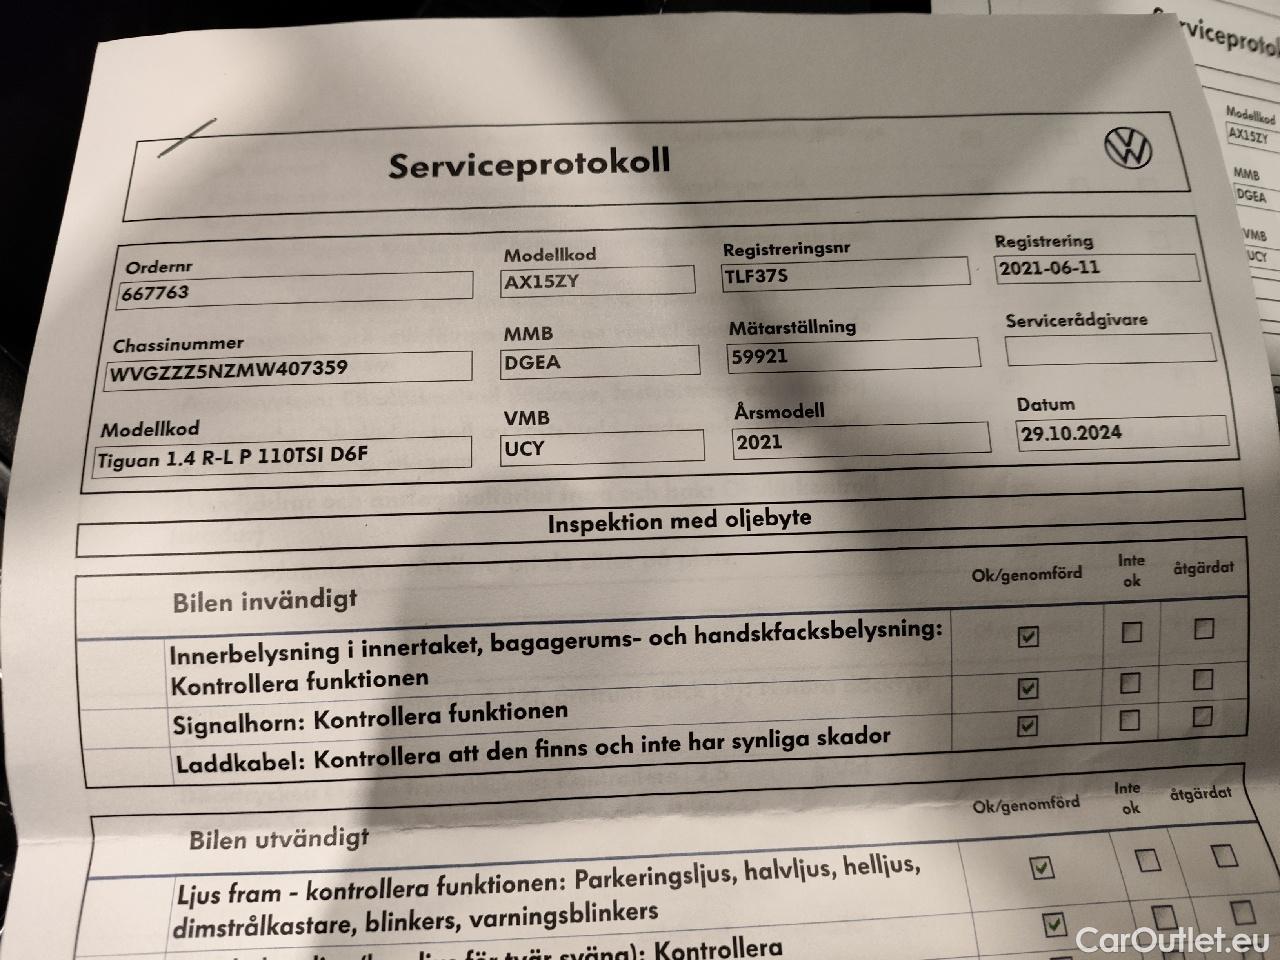 Serviceprotokoll
Ordernr
667763
Modellkod
AX15ZY
Registreringsnr
TLF37S
Registrering
2021-06-11
Chassinummer
WVGZZZ5NZMW407359
MMB
DGEA
Mätarställning
59921
Servicerådgivare
Modellkod
Tiguan 1.4 R-L P 110TSI D6F
VMB
UCY
Årsmodell
2021
Datum
29.10.2024
Inspektion med oljebyte
Bilen invändigt
Ok/genomförd
Inte
ok
åtgärdat
Innerbelysning i innertaket, bagagerums- och handskfacksbelysning:
Kontrollera funktionen
Signalhorn: Kontrollera funktionen
Laddkabel: Kontrollera att den finns och inte har synliga skador
Bilen utvändigt
Ok/genomförd
Inte
ok
åtgärdat
Ljus fram - kontrollera funktionen: Parkeringsljus, halvljus, helljus,
dimstrålkastare, blinkers, varningsblinkers
för tvär sväng): Kontrollera
Modellkod
AX15ZY
MMB
DGEA
VMB
UCY
CarOutlet.eu